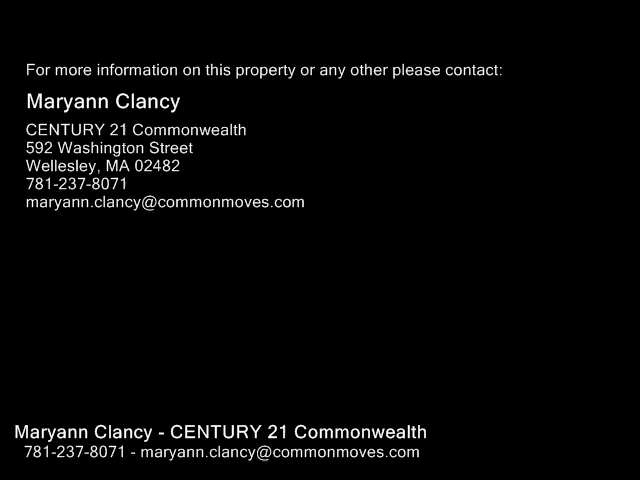 For more information on this property or any other please contact:
Maryann Clancy
CENTURY 21 Commonwealth
592 Washington Street
Wellesley, MA 02482
781-237-8071
maryann.clancy@commonmoves.com
Maryann Clancy - CENTURY 21 Commonwealth
781-237-8071 - maryann.clancy@commonmoves.com